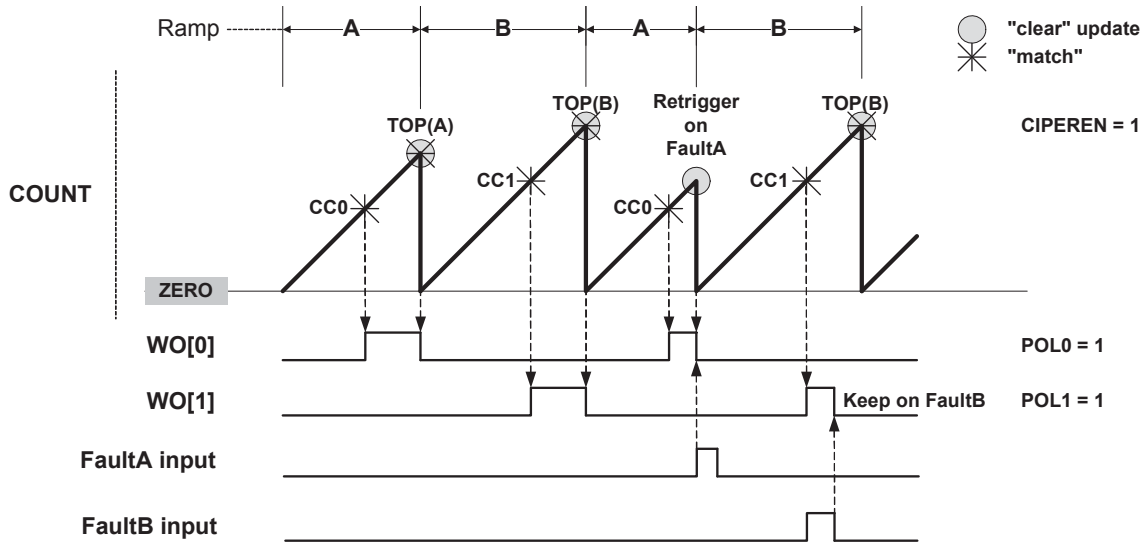 Ramp A B A B "clear" update
"match"
TOP(A) TOP(B) Retrigger on FaultA TOP(B) CIPEREN = 1
COUNT CC0 CC1 CC0 CC1
ZERO
WO[0] POL0 = 1
WO[1] Keep on FaultB POL1 = 1
FaultA input
FaultB input